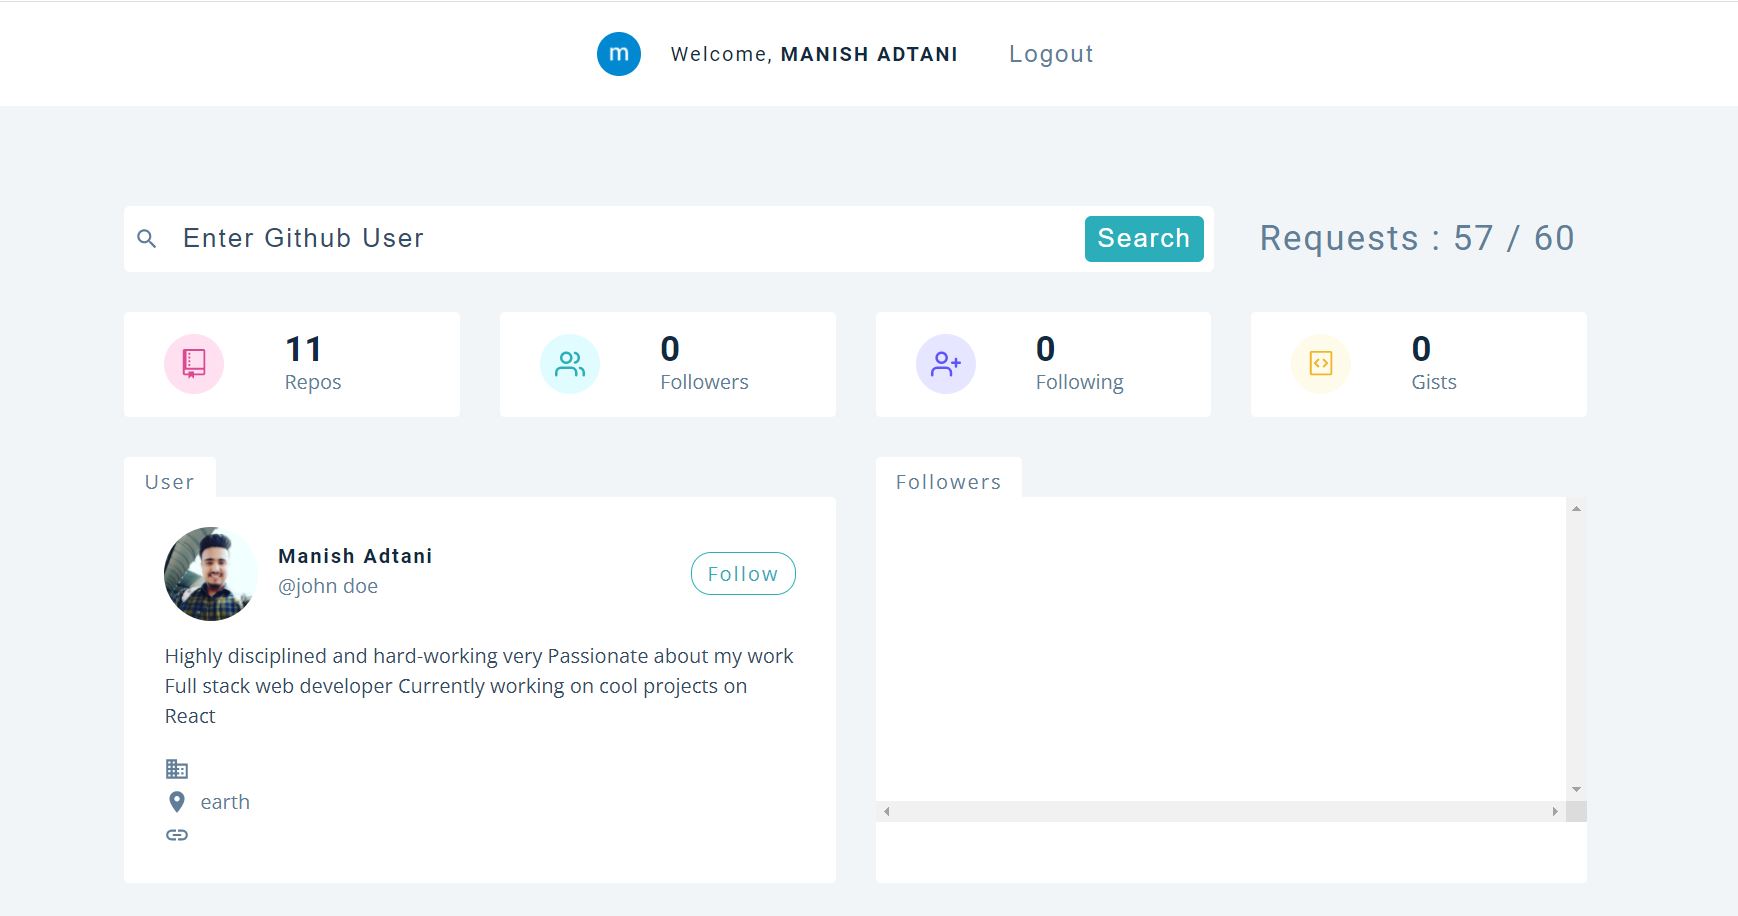 m Welcome, MANISH ADTANI Logout
Enter Github User Search Requests : 57 / 60
11
Repos
0
Followers
0
Following
0
Gists
User
Manish Adtani
@john doe
Follow
Highly disciplined and hard-working very Passionate about my work
Full stack web developer Currently working on cool projects on
React
earth
Followers